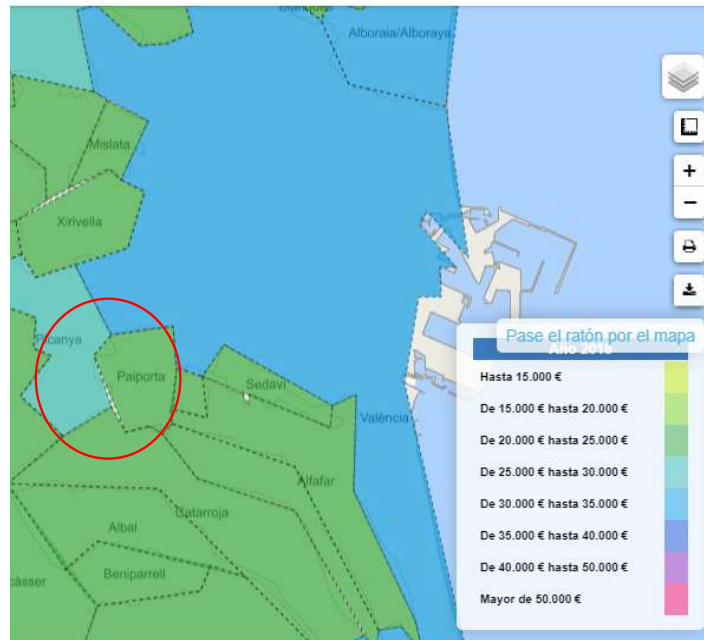 Alboraia/Alboraya
Mislata
Xirivella
Picanya
Paiporta
Sedaví
València
Alfafar
Catarroja
Albal
Beniparrell
+
−
Pase el ratón por el mapa
Año 2018
Hasta 15.000 €
De 15.000 € hasta 20.000 €
De 20.000 € hasta 25.000 €
De 25.000 € hasta 30.000 €
De 30.000 € hasta 35.000 €
De 35.000 € hasta 40.000 €
De 40.000 € hasta 50.000 €
Mayor de 50.000 €